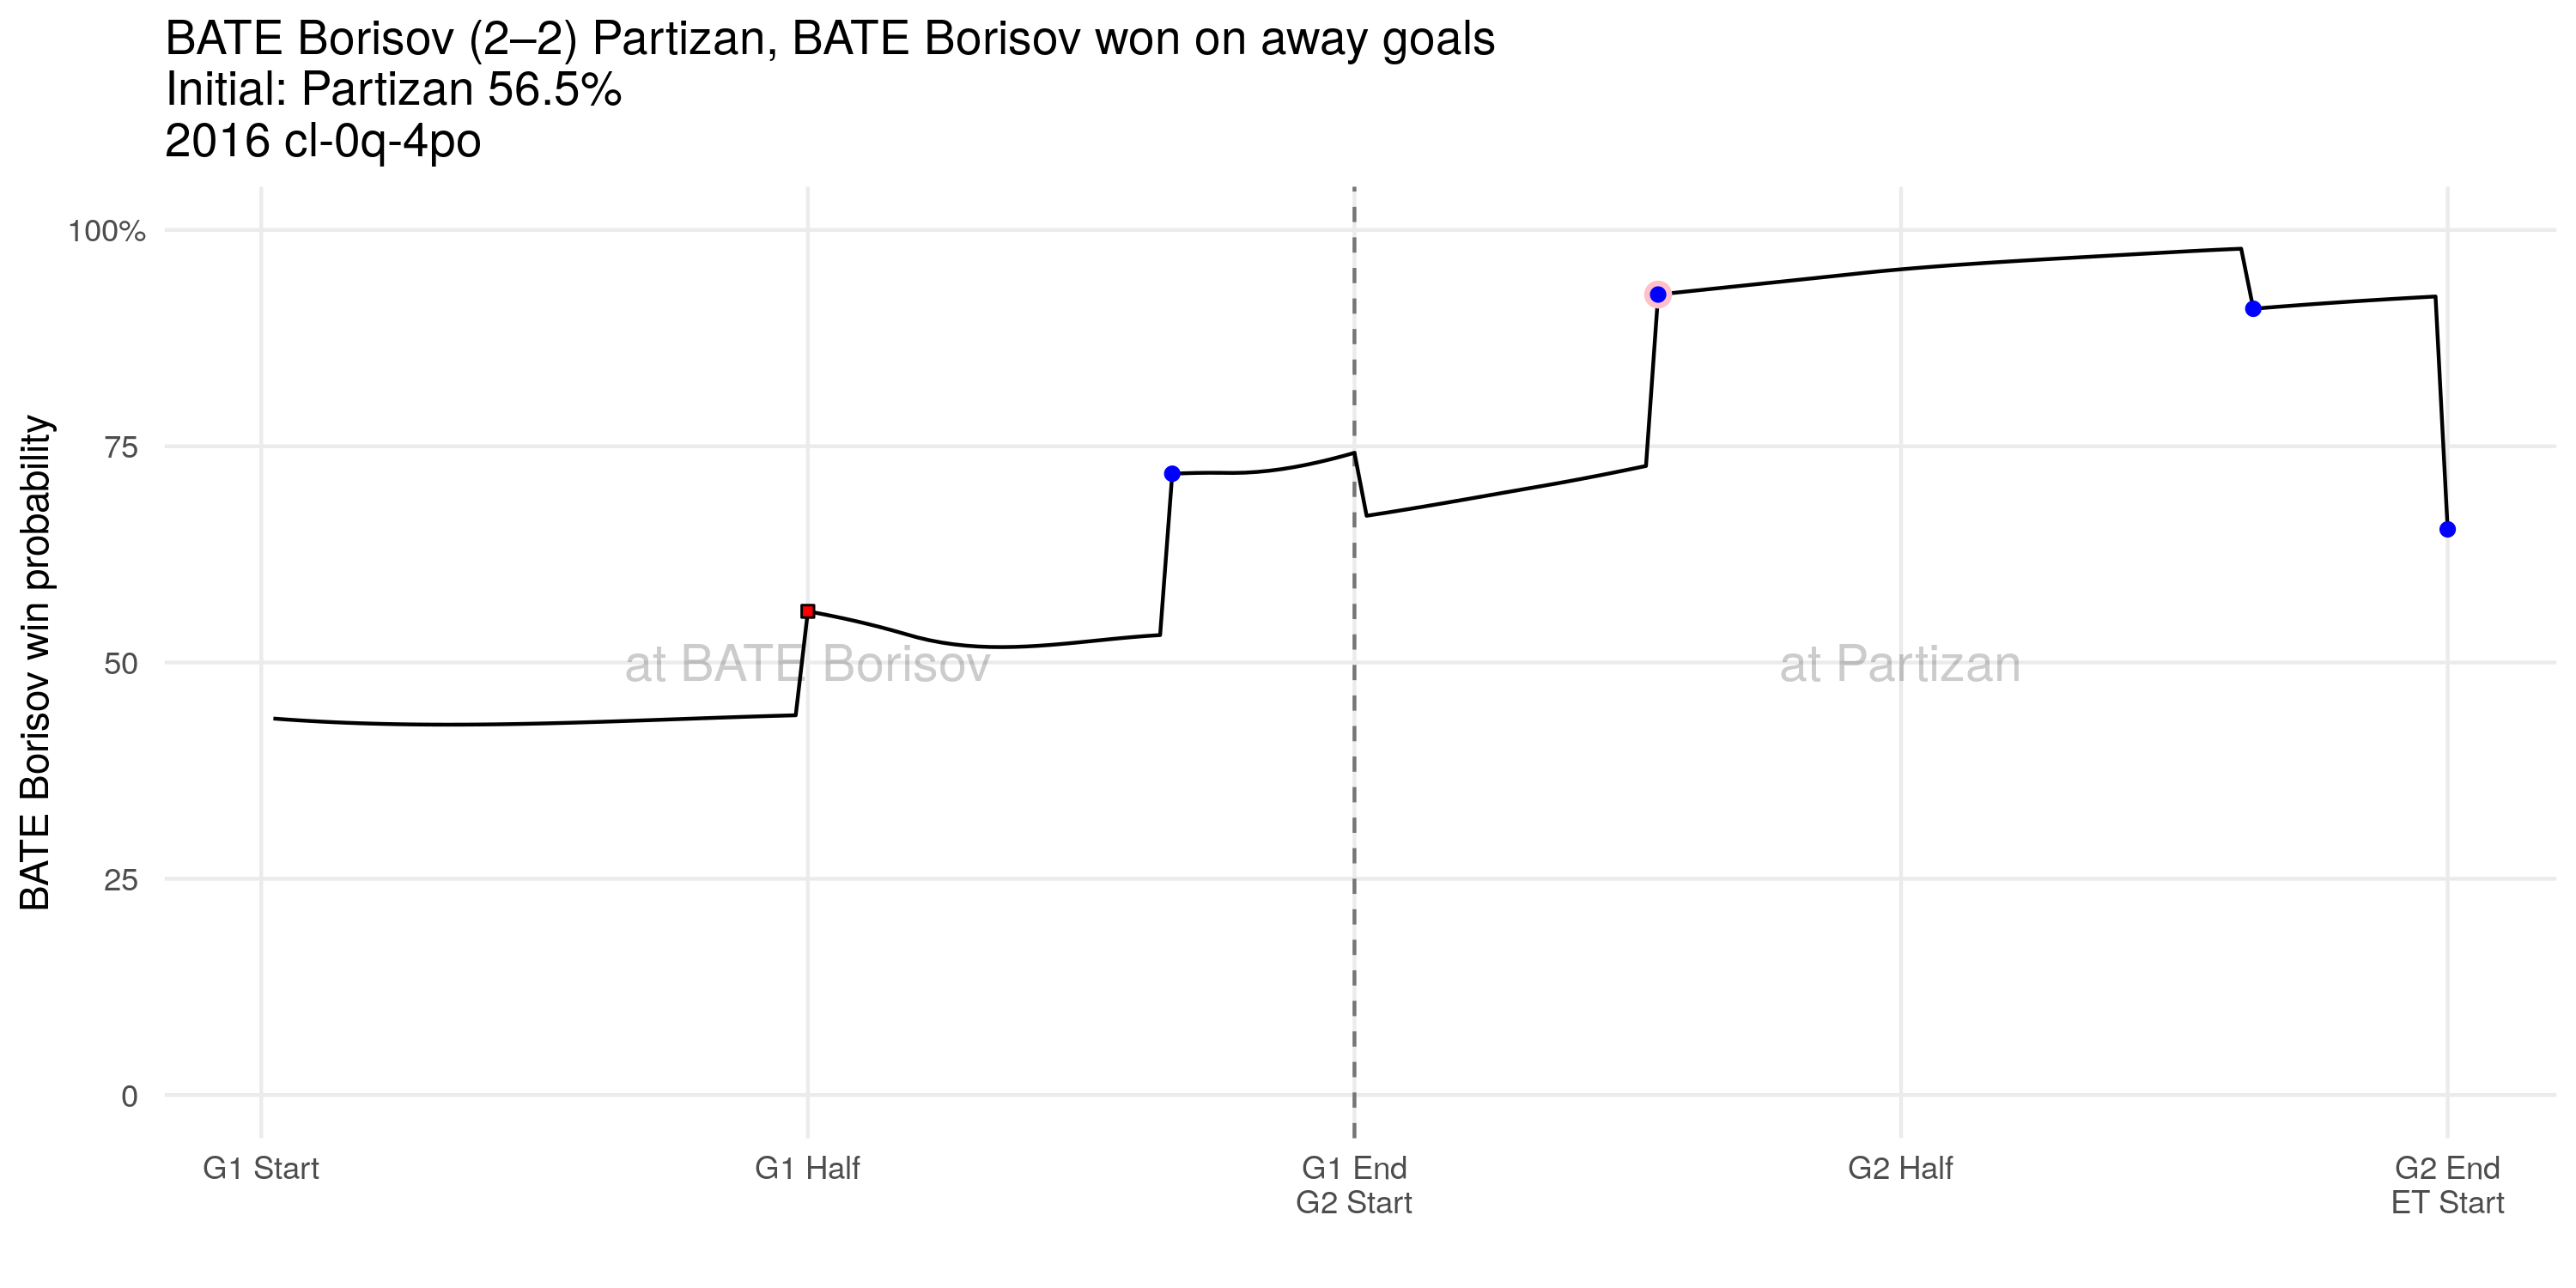 BATE Borisov (2–2) Partizan, BATE Borisov won on away goals
Initial: Partizan 56.5%
2016 cl-0q-4po
BATE Borisov win probability
100%
75
50
25
0
at BATE Borisov
at Partizan
G1 Start
G1 Half
G1 End
G2 Start
G2 Half
G2 End
ET Start